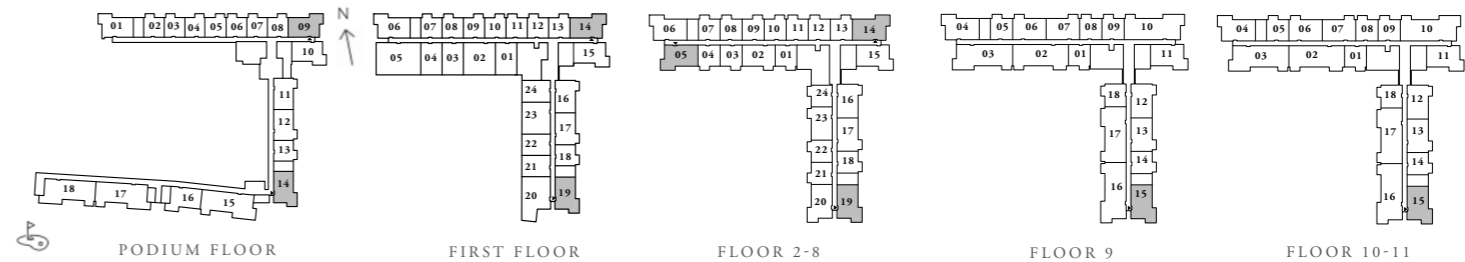 01 02 03 04 05 06 07 08 09
10
11
12
13
14
18 17 16 15
PODIUM FLOOR
N
06 07 08 09 10 11 12 13 14
05 04 03 02 01 15
24 16
23 17
22 18
21
20 19
FIRST FLOOR
06 07 08 09 10 11 12 13 14
05 04 03 02 01 15
24 16
23 17
22 18
21
20 19
FLOOR 2-8
04 05 06 07 08 09 10
03 02 01 11
18 12
17 13
14
16 15
FLOOR 9
04 05 06 07 08 09 10
03 02 01 11
18 12
17 13
14
16 15
FLOOR 10-11